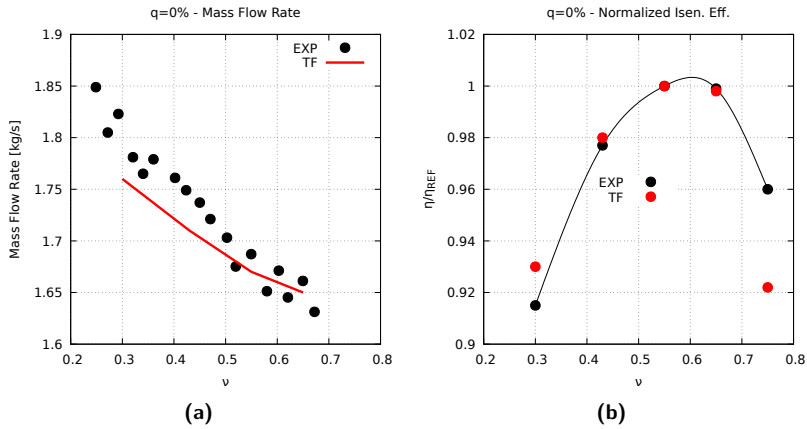 q=0% - Mass Flow Rate
EXP
TF
Mass Flow Rate [kg/s]
1.9
1.85
1.8
1.75
1.7
1.65
1.6
0.2 0.3 0.4 0.5 0.6 0.7 0.8
ν
(a)
q=0% - Normalized Isen. Eff.
EXP
TF
η/ηREF
1.02
1
0.98
0.96
0.94
0.92
0.9
0.2 0.3 0.4 0.5 0.6 0.7 0.8
ν
(b)